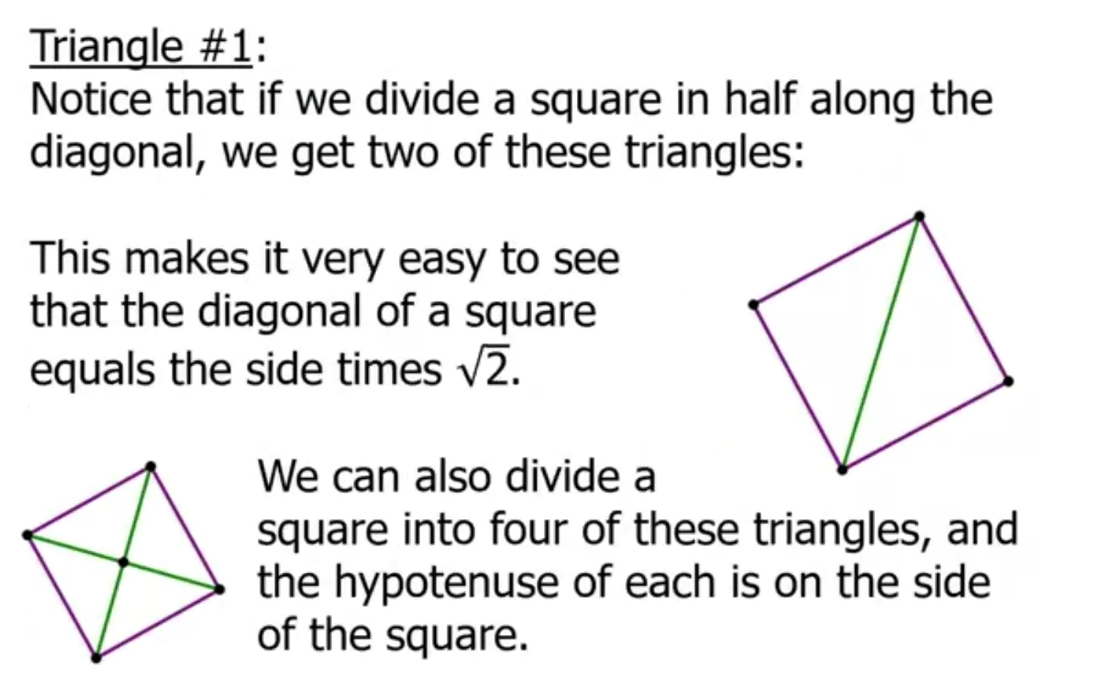 Triangle #1:
Notice that if we divide a square in half along the
diagonal, we get two of these triangles:
This makes it very easy to see
that the diagonal of a square
equals the side times √2.
We can also divide a
square into four of these triangles, and
the hypotenuse of each is on the side
of the square.